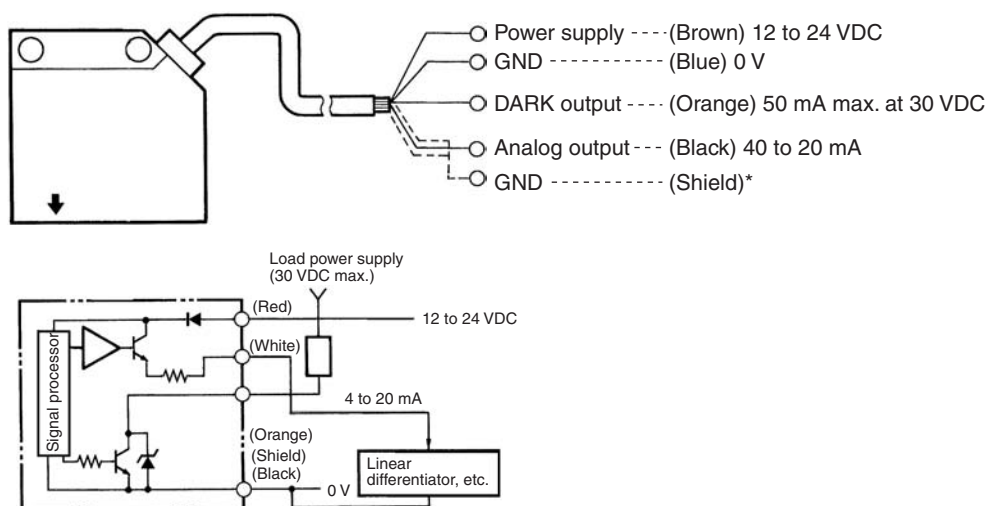 Power supply ---- (Brown) 12 to 24 VDC
GND ------------ (Blue) 0 V
DARK output ---- (Orange) 50 mA max. at 30 VDC
Analog output --- (Black) 40 to 20 mA
GND ------------ (Shield)*
Load power supply
(30 VDC max.)
(Red)
12 to 24 VDC
(White)
Signal processor
4 to 20 mA
(Orange)
(Shield)
(Black)
Linear
differentiator, etc.
0 V